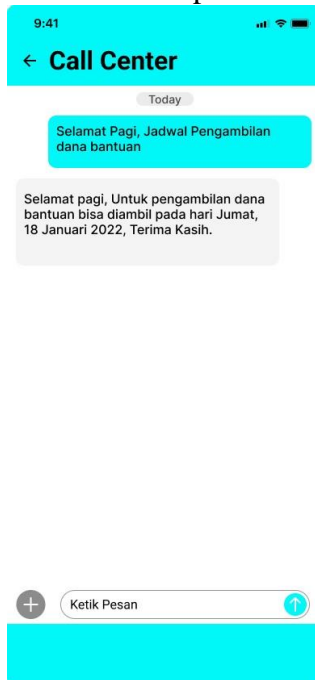 9:41
Call Center
Today
Selamat Pagi, Jadwal Pengambilan
dana bantuan
Selamat pagi, Untuk pengambilan dana
bantuan bisa diambil pada hari Jumat,
18 Januari 2022, Terima Kasih.
Ketik Pesan